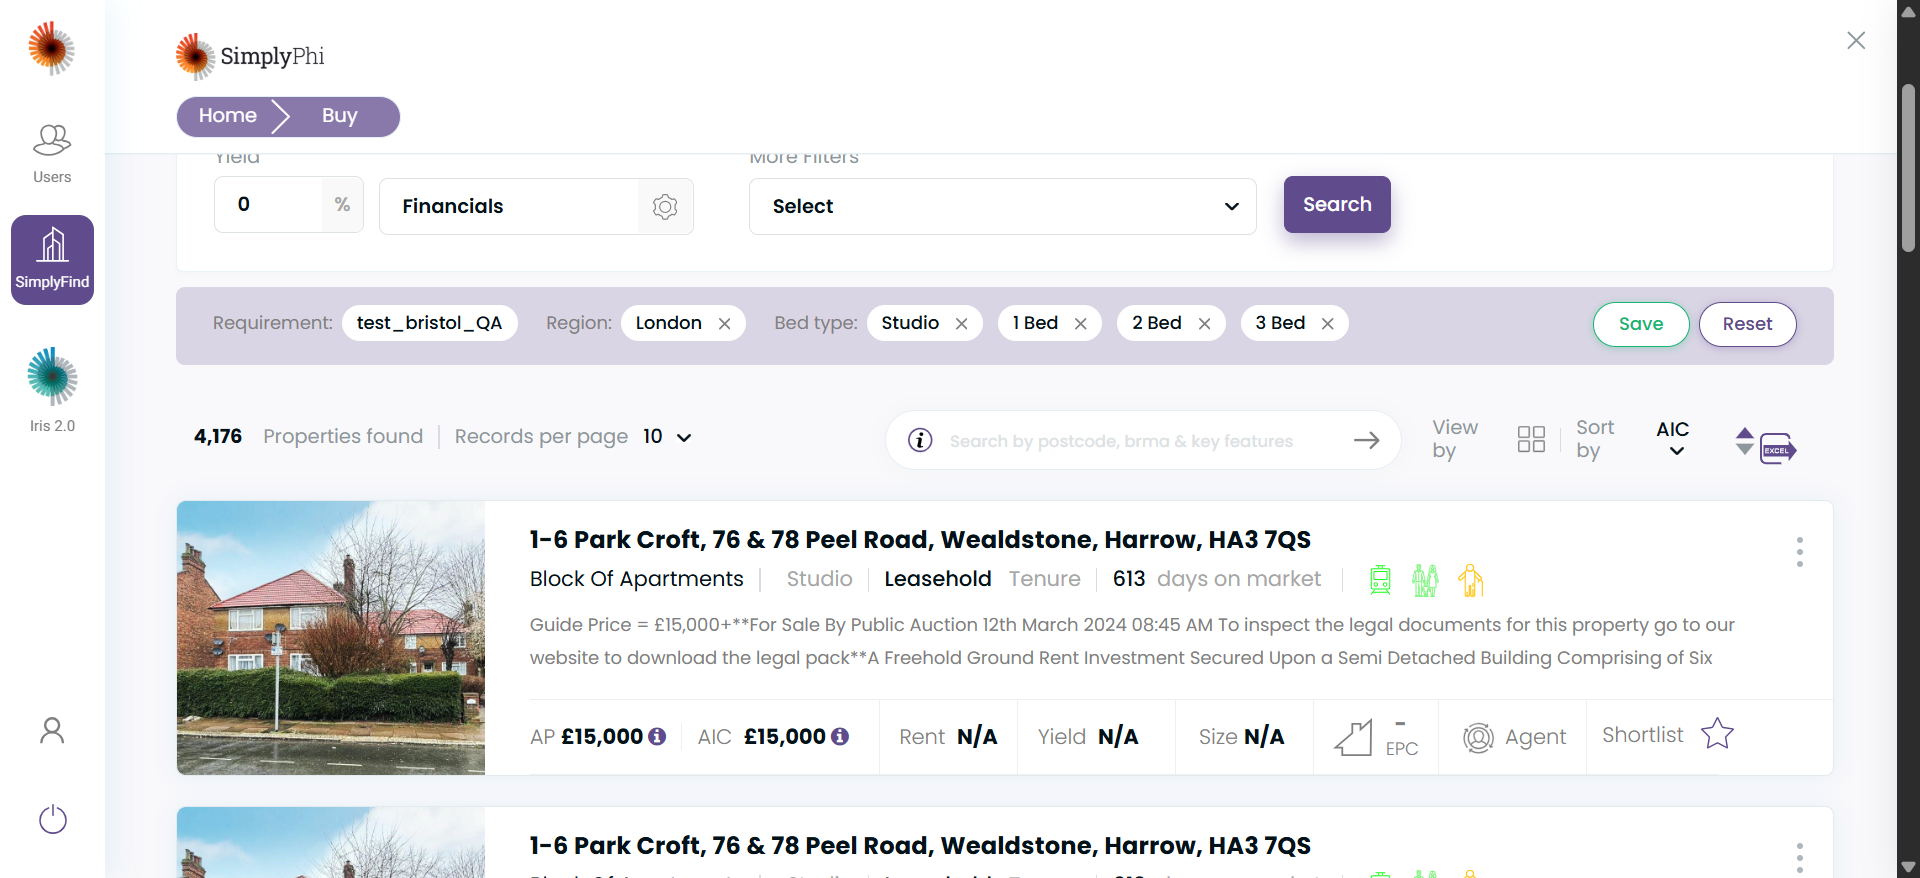 SimplyPhi
Home Buy
Users
SimplyFind
Iris 2.0
Yield More Filters
0 % Financials Select Search
Requirement: test_bristol_QA Region: London Bed type: Studio 1 Bed 2 Bed 3 Bed Save Reset
4,176 Properties found Records per page 10 Search by postcode, brma & key features View by Sort by AIC EXCEL
1-6 Park Croft, 76 & 78 Peel Road, Wealdstone, Harrow, HA3 7QS
Block Of Apartments Studio Leasehold Tenure 613 days on market
Guide Price = £15,000+**For Sale By Public Auction 12th March 2024 08:45 AM To inspect the legal documents for this property go to our
website to download the legal pack**A Freehold Ground Rent Investment Secured Upon a Semi Detached Building Comprising of Six
AP £15,000 AIC £15,000 Rent N/A Yield N/A Size N/A - EPC Agent Shortlist
1-6 Park Croft, 76 & 78 Peel Road, Wealdstone, Harrow, HA3 7QS